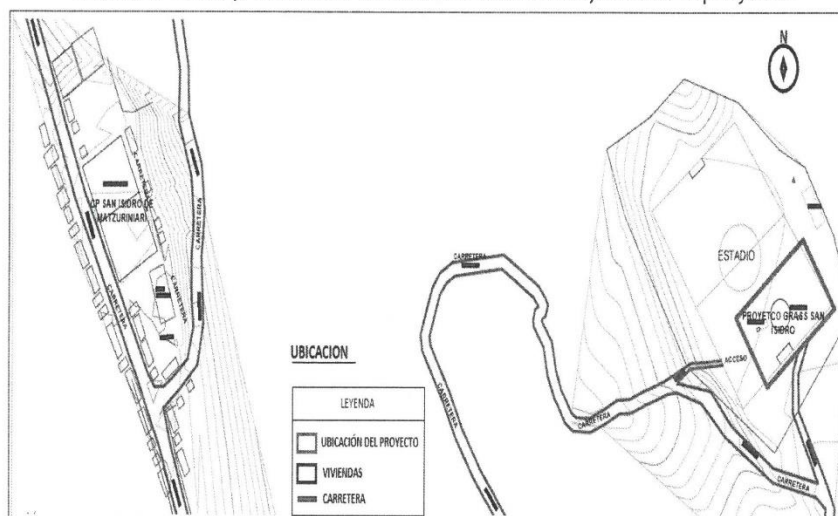 N
CP SAN ISIDRO DE
MATZURINIARI
CARRETERA
CARRETERA
CARRETERA
CARRETERA
CARRETERA
ESTADIO
PROYETCO GRASS SAN
ISIDRO
ACCESO
CARRETERA
CARRETERA
CARRETERA
UBICACION
LEYENDA
UBICACIÓN DEL PROYECTO
VIVIENDAS
CARRETERA